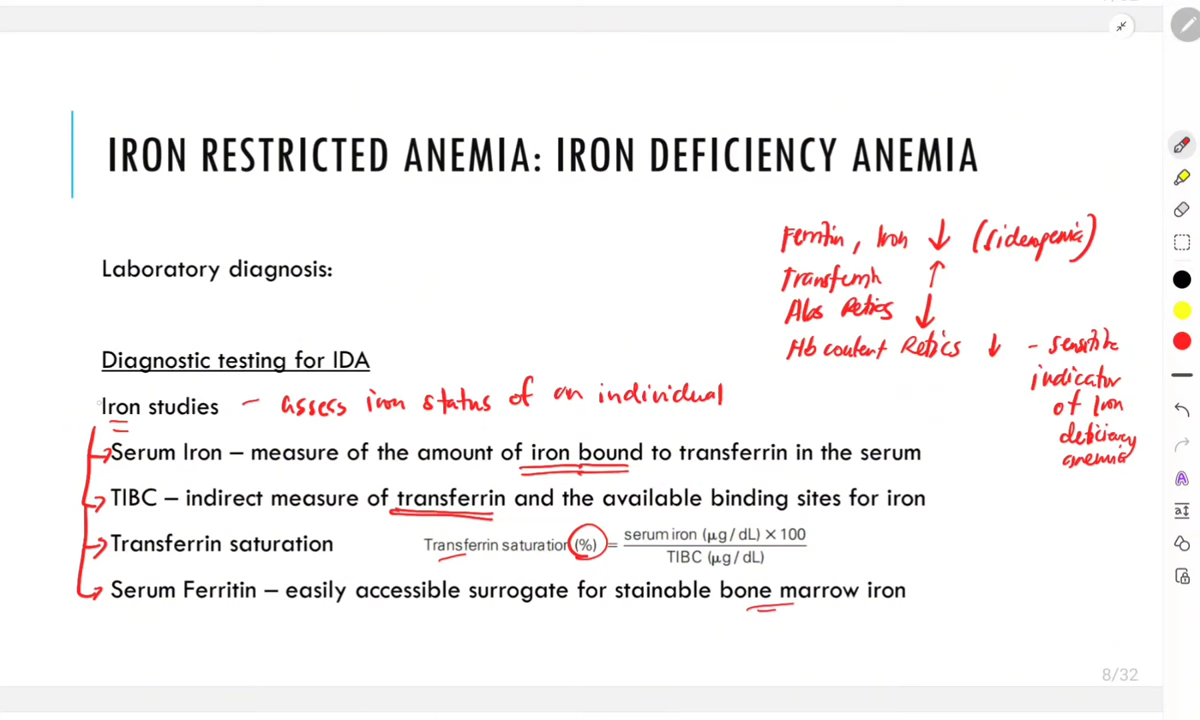 IRON RESTRICTED ANEMIA: IRON DEFICIENCY ANEMIA
Ferritin, Iron ↓ (sideropenia)
Laboratory diagnosis:
Transferrin ↑
Abs Retics ↓
Hb content Retics ↓ - sensitive
indicator
of Iron
deficiency
anemia
Diagnostic testing for IDA
Iron studies – assess iron status of an individual
Serum Iron – measure of the amount of iron bound to transferrin in the serum
TIBC – indirect measure of transferrin and the available binding sites for iron
Transferrin saturation
Transferrin saturation (%) = serum iron (µg/dL) × 100
TIBC (µg/dL)
Serum Ferritin – easily accessible surrogate for stainable bone marrow iron
8/32